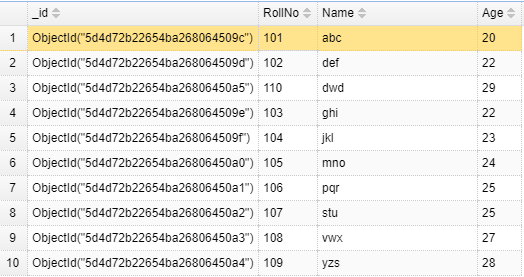 _id RollNo Name Age
1 ObjectId("5d4d72b22654ba268064509c") 101 abc 20
2 ObjectId("5d4d72b22654ba268064509d") 102 def 22
3 ObjectId("5d4d72b22654ba26806450a5") 110 dwd 29
4 ObjectId("5d4d72b22654ba268064509e") 103 ghi 22
5 ObjectId("5d4d72b22654ba268064509f") 104 jkl 23
6 ObjectId("5d4d72b22654ba26806450a0") 105 mno 24
7 ObjectId("5d4d72b22654ba26806450a1") 106 pqr 25
8 ObjectId("5d4d72b22654ba26806450a2") 107 stu 25
9 ObjectId("5d4d72b22654ba26806450a3") 108 vwx 27
10 ObjectId("5d4d72b22654ba26806450a4") 109 yzs 28